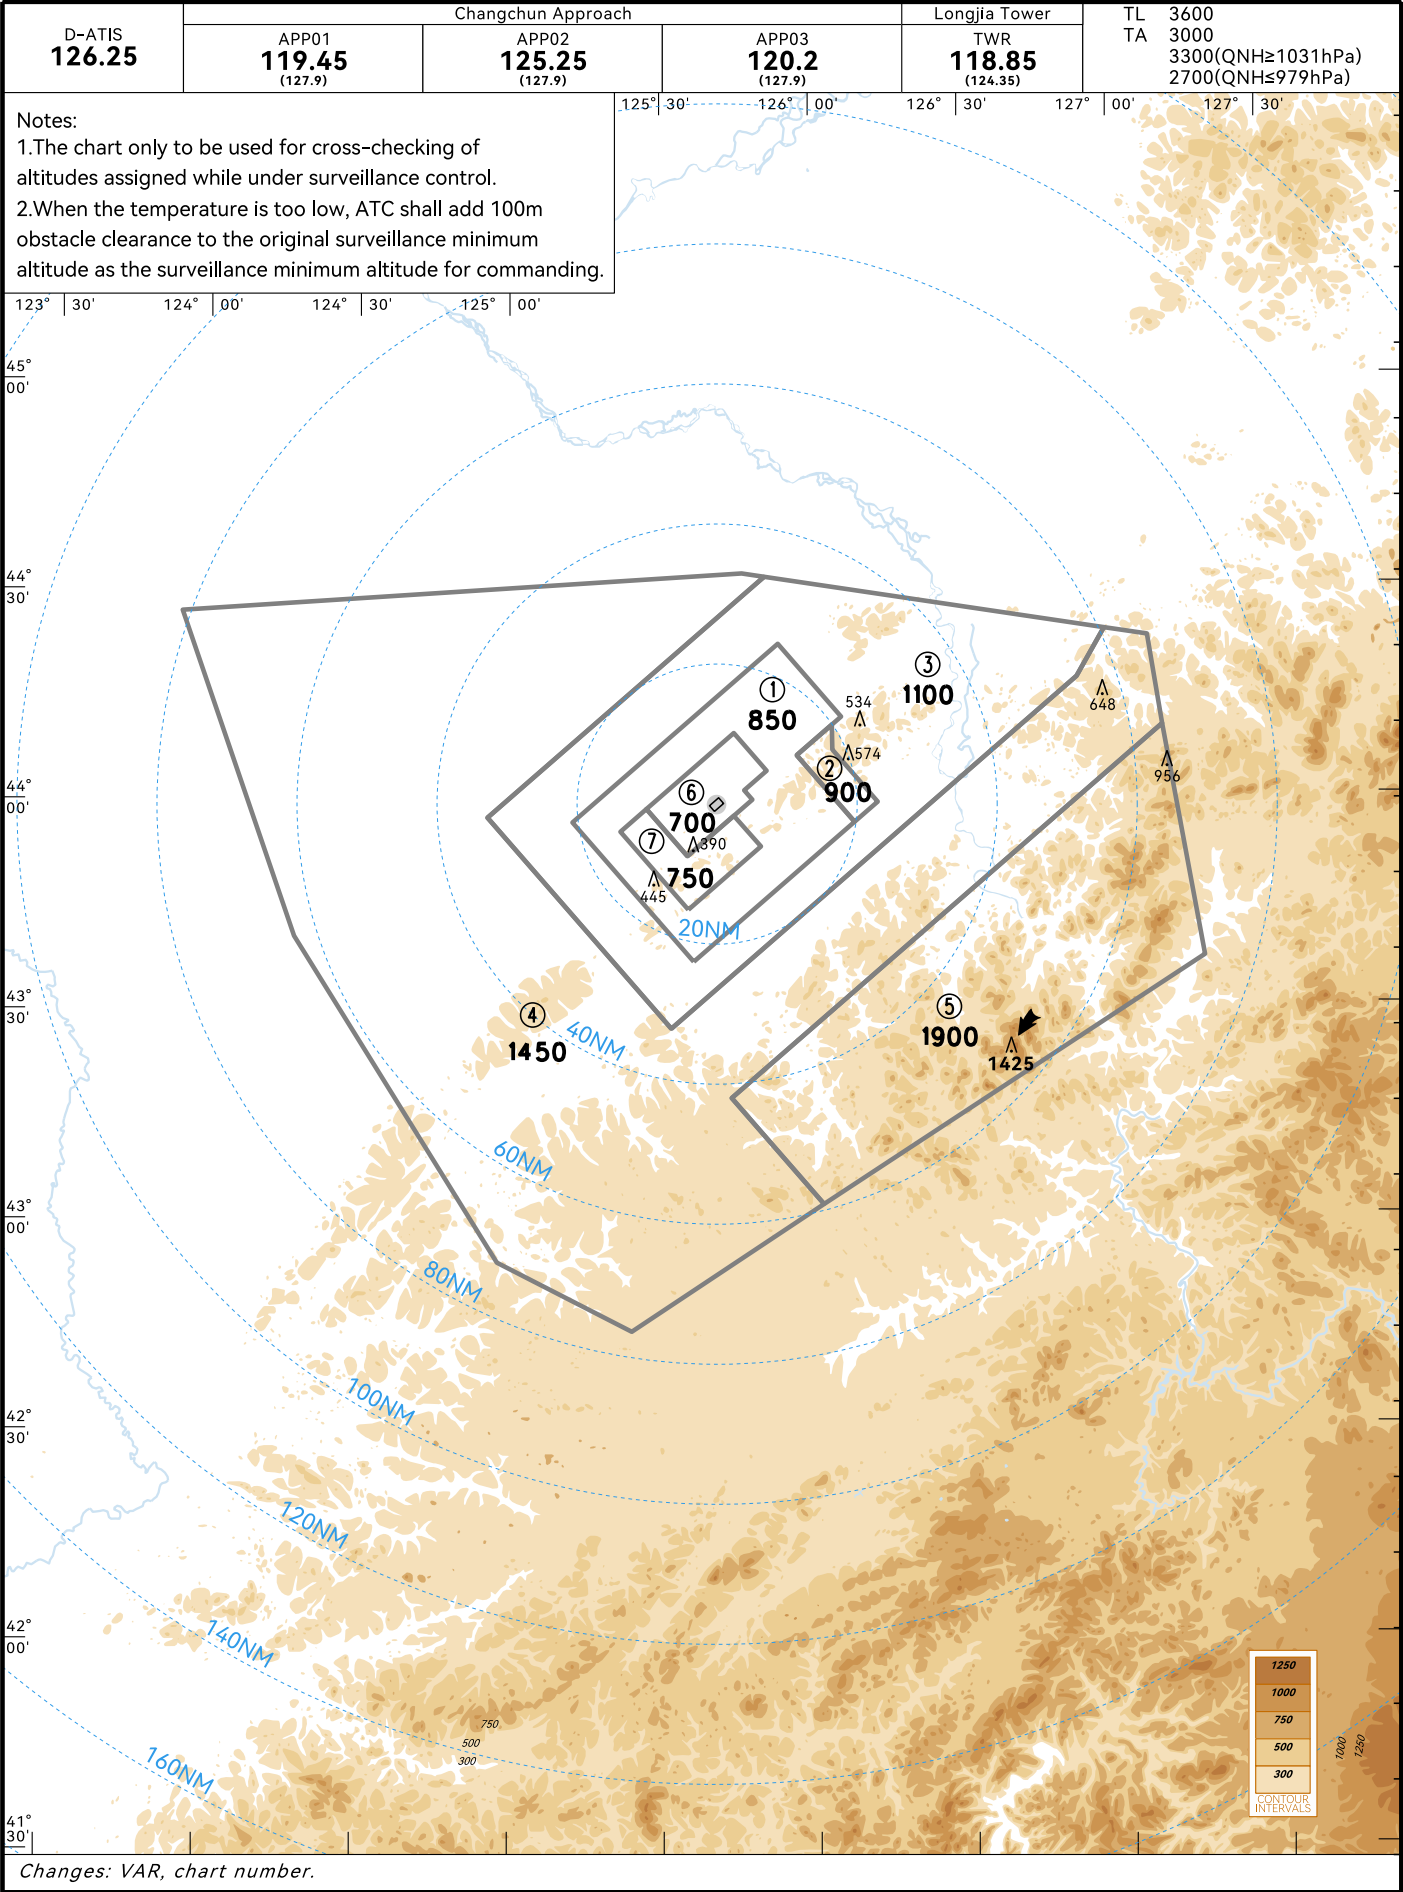 D-ATIS
126.25
Changchun Approach
APP01
119.45
(127.9)
APP02
125.25
(127.9)
APP03
120.2
(127.9)
Longjia Tower
TWR
118.85
(124.35)
TL 3600
TA 3000
3300(QNH≥1031hPa)
2700(QNH≤979hPa)
125° 30'
126° 00'
126° 30'
127° 00'
127° 30'
Notes:
1.The chart only to be used for cross-checking of
altitudes assigned while under surveillance control.
2.When the temperature is too low, ATC shall add 100m
obstacle clearance to the original surveillance minimum
altitude as the surveillance minimum altitude for commanding.
123° 30'
124° 00'
124° 30'
125° 00'
45°
00'
44°
30'
44°
00'
43°
30'
43°
00'
42°
30'
42°
00'
41°
30'
③
1100
①
850
534
648
574
②
900
956
⑥
700
390
⑦
750
445
20NM
④
1450
40NM
⑤
1900
1425
60NM
80NM
100NM
120NM
140NM
160NM
750
500
300
1250
1000
750
500
300
CONTOUR
INTERVALS
1000
1250
Changes: VAR, chart number.